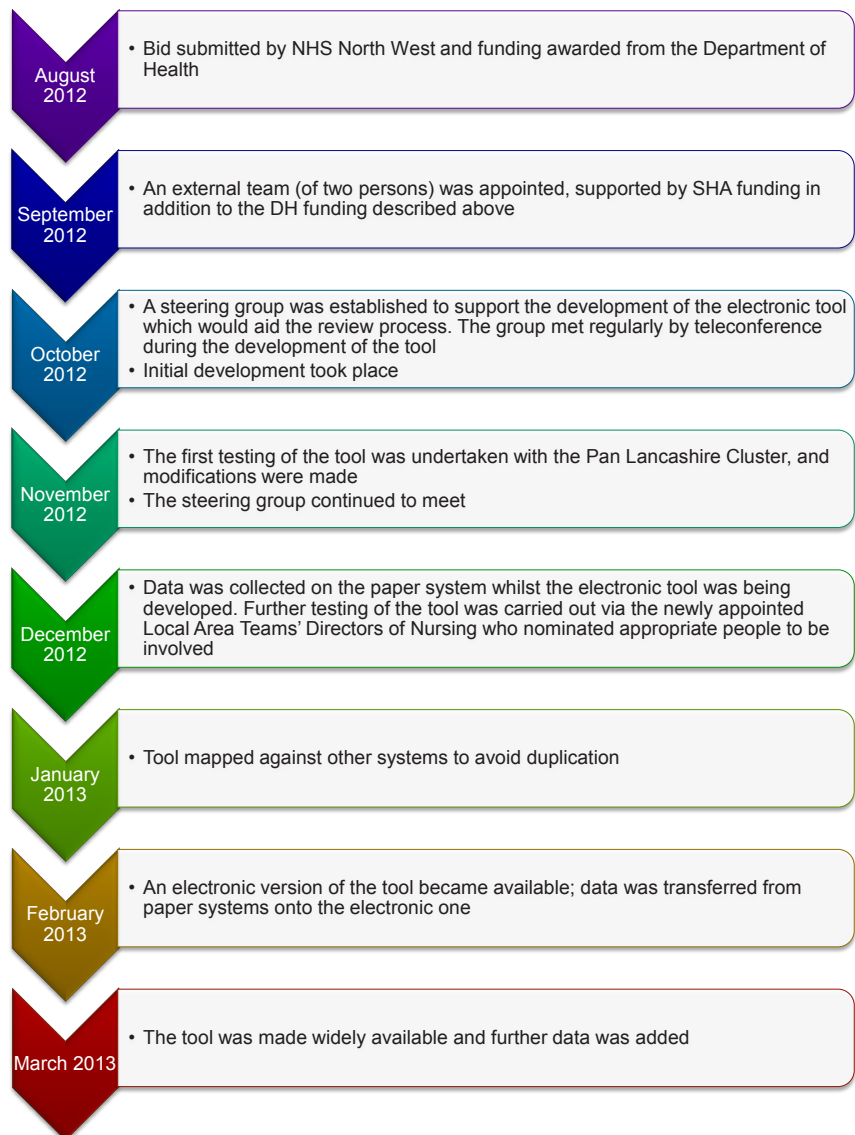 August
2012
• Bid submitted by NHS North West and funding awarded from the Department of
Health
September
2012
• An external team (of two persons) was appointed, supported by SHA funding in
addition to the DH funding described above
October
2012
• A steering group was established to support the development of the electronic tool
which would aid the review process. The group met regularly by teleconference
during the development of the tool
• Initial development took place
November
2012
• The first testing of the tool was undertaken with the Pan Lancashire Cluster, and
modifications were made
• The steering group continued to meet
December
2012
• Data was collected on the paper system whilst the electronic tool was being
developed. Further testing of the tool was carried out via the newly appointed
Local Area Teams’ Directors of Nursing who nominated appropriate people to be
involved
January
2013
• Tool mapped against other systems to avoid duplication
February
2013
• An electronic version of the tool became available; data was transferred from
paper systems onto the electronic one
March 2013
• The tool was made widely available and further data was added